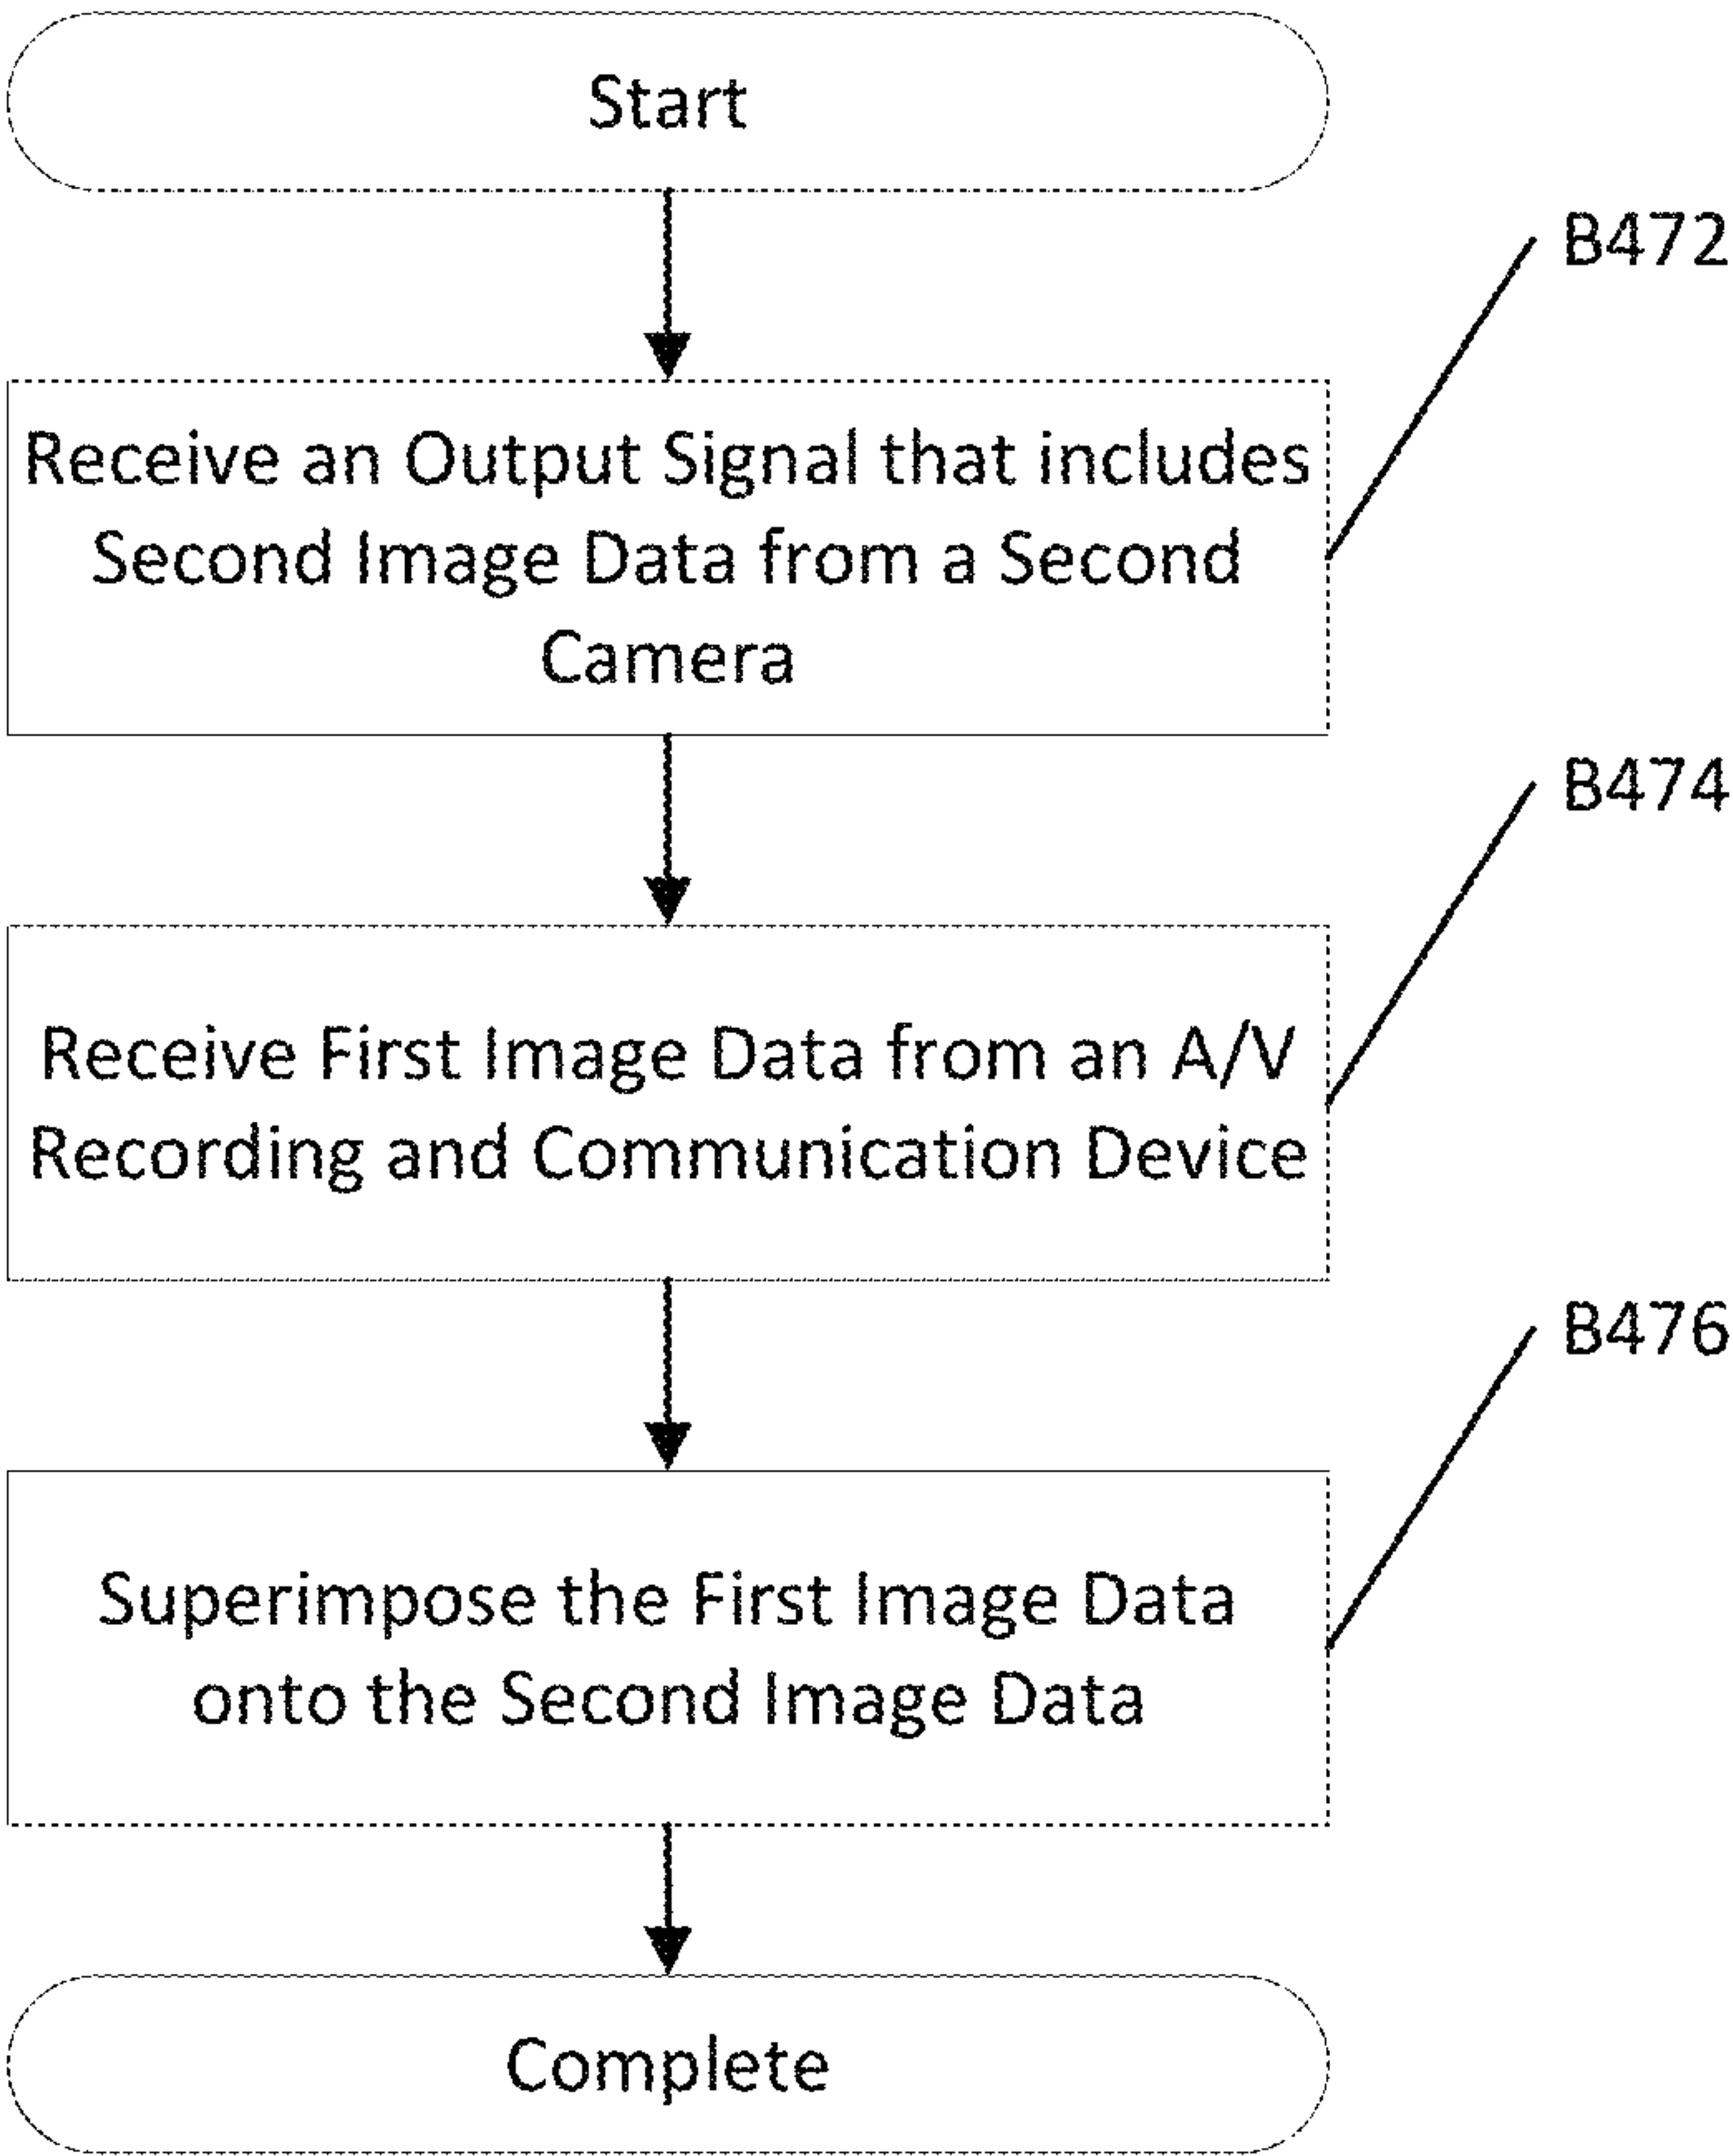 Start
B472
Receive an Output Signal that includes
Second Image Data from a Second
Camera
B474
Receive First Image Data from an A/V
Recording and Communication Device
B476
Superimpose the First Image Data
onto the Second Image Data
Complete